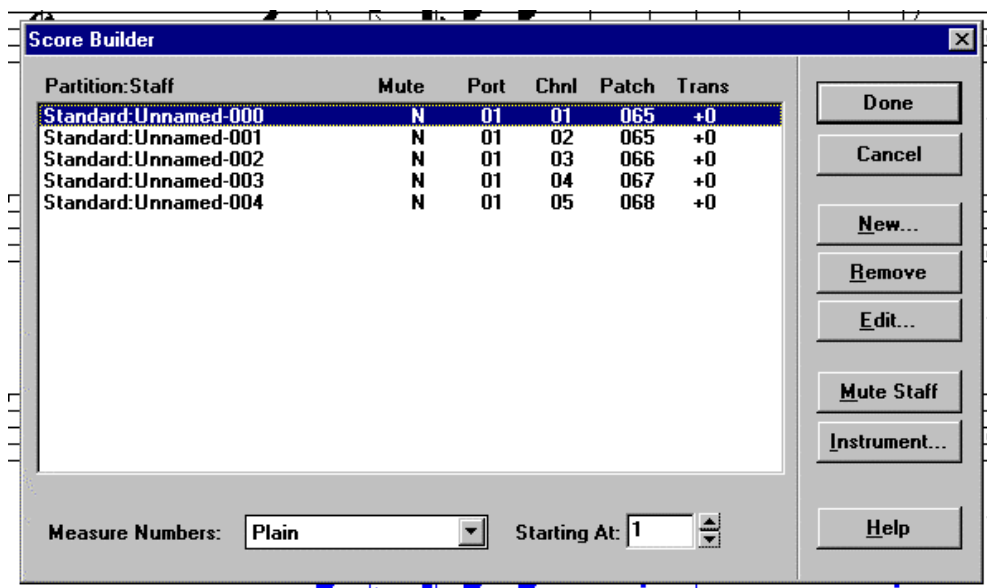 Score Builder
Partition:Staff Mute Port Chnl Patch Trans
Standard:Unnamed-000 N 01 01 065 +0
Standard:Unnamed-001 N 01 02 065 +0
Standard:Unnamed-002 N 01 03 066 +0
Standard:Unnamed-003 N 01 04 067 +0
Standard:Unnamed-004 N 01 05 068 +0
Done
Cancel
New...
Remove
Edit...
Mute Staff
Instrument...
Measure Numbers: Plain Starting At: 1
Help